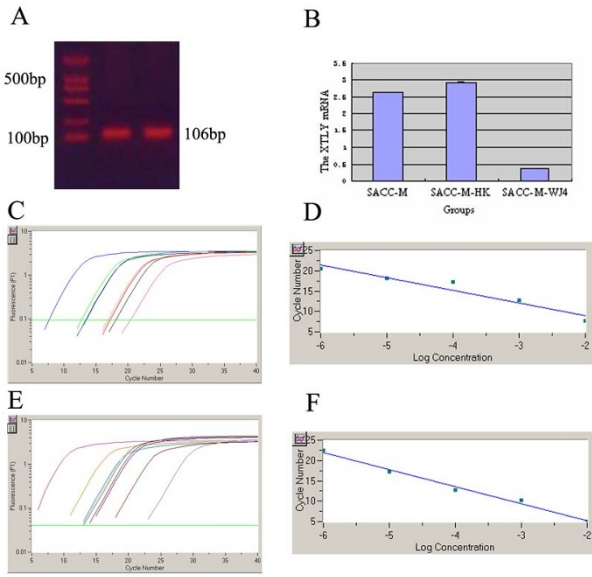 A
500bp
100bp
106bp
B
The XTLY mRNA
3.5
3
2.5
2
1.5
1
0.5
0
SACC-M SACC-M-HK SACC-M-WJ4
Groups
C
Fluorescence (F1)
10
1
0.1
0.01
5 10 15 20 25 30 35 40
Cycle Number
D
Cycle Number
25
20
15
10
5
-6 -5 -4 -3 -2
Log Concentration
E
Fluorescence (F1)
10
1
0.1
0.01
5 10 15 20 25 30 35 40
Cycle Number
F
Cycle Number
25
20
15
10
5
-6 -5 -4 -3 -2
Log Concentration